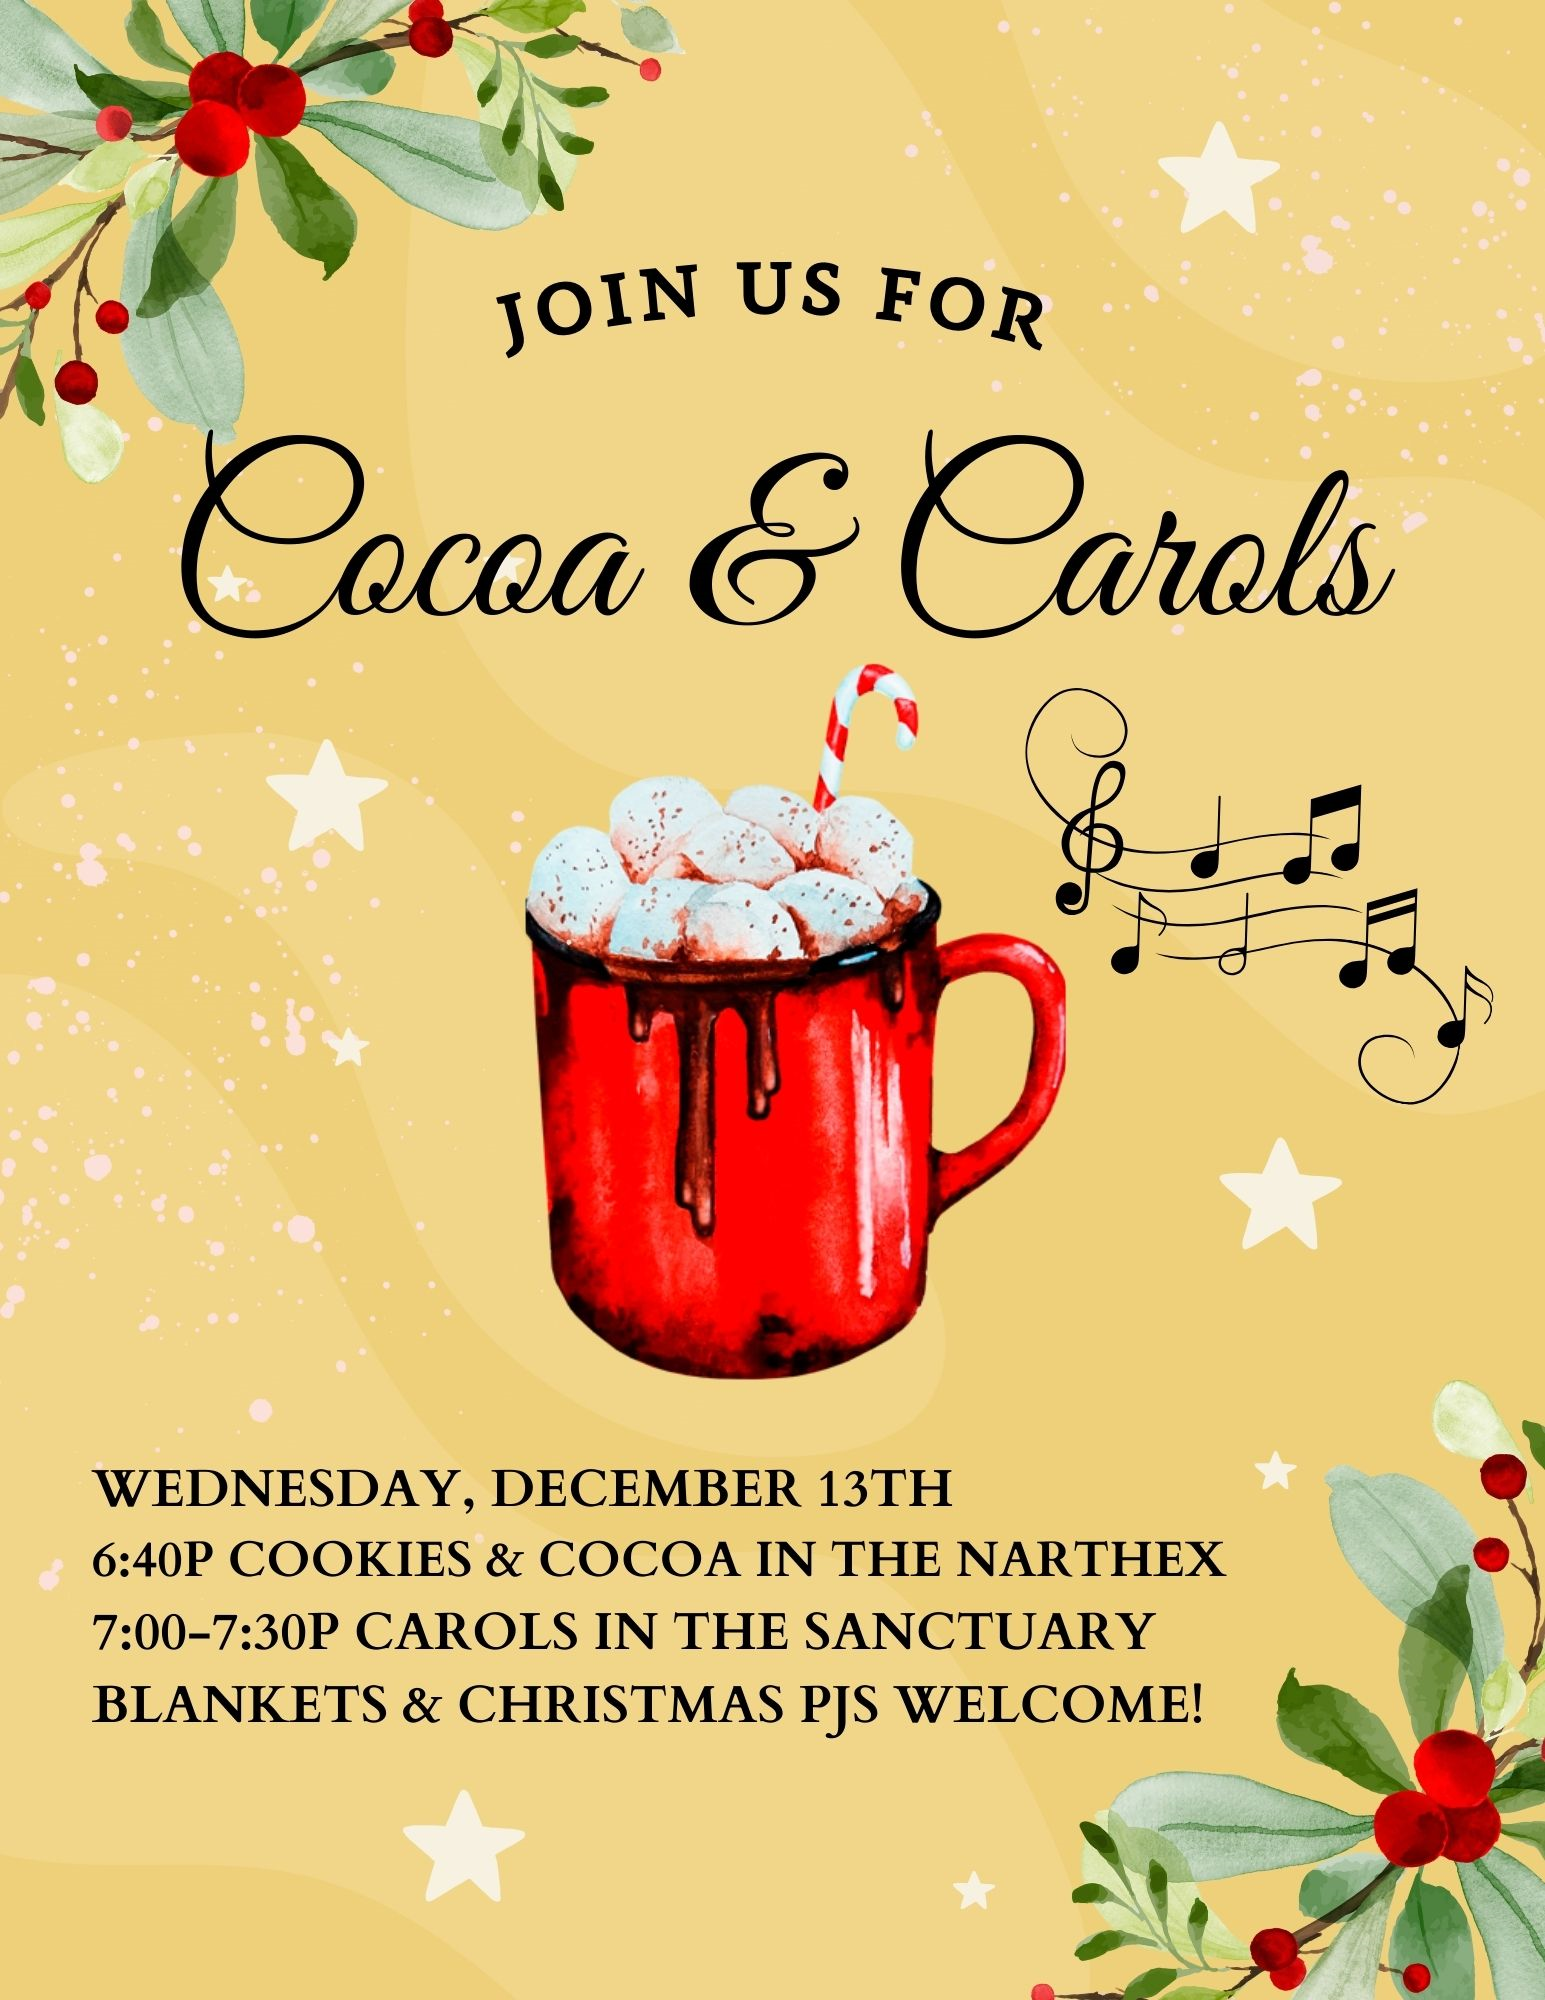 JOIN US FOR
Cocoa & Carols
WEDNESDAY, DECEMBER 13TH
6:40P COOKIES & COCOA IN THE NARTHEX
7:00-7:30P CAROLS IN THE SANCTUARY
BLANKETS & CHRISTMAS PJS WELCOME!